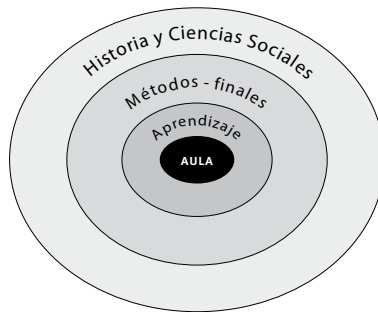 Historia y Ciencias Sociales
Métodos - finales
Aprendizaje
AULA